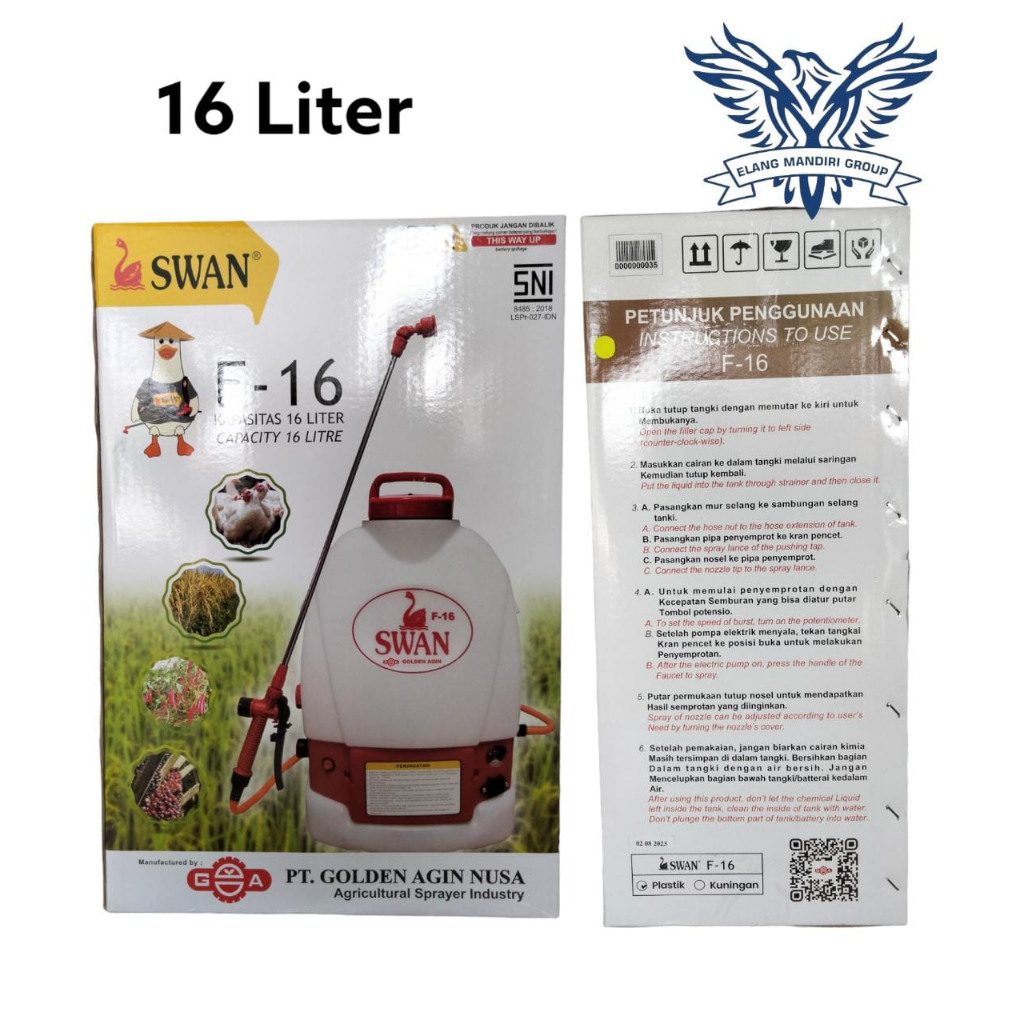 16 Liter
ELANG MANDIRI GROUP
SWAN®
PRODUK JANGAN DIBALIK
THIS WAY UP
battery spillage
SNI
8485 : 2018
LSPr-027-IDN
F-16
KAPASITAS 16 LITER
CAPACITY 16 LITRE
F-16
SWAN
GOLDEN AGIN
PERINGATAN
Manufactured by :
G A
PT. GOLDEN AGIN NUSA
Agricultural Sprayer Industry
0000000035
PETUNJUK PENGGUNAAN
INSTRUCTIONS TO USE
F-16
1. Buka tutup tangki dengan memutar ke kiri untuk
Membukanya.
Open the filler cap by turning it to left side
(counter-clock-wise).
2. Masukkan cairan ke dalam tangki melalui saringan
Kemudian tutup kembali.
Put the liquid into the tank through strainer and then close it.
3. A. Pasangkan mur selang ke sambungan selang
tanki.
A. Connect the hose nut to the hose extension of tank.
B. Pasangkan pipa penyemprot ke kran pencet.
B. Connect the spray lance of the pushing tap.
C. Pasangkan nosel ke pipa penyemprot.
C. Connect the nozzle tip to the spray lance.
4. A. Untuk memulai penyemprotan dengan
Kecepatan Semburan yang bisa diatur putar
Tombol potensio.
A. To set the speed of burst, turn on the potentiometer.
B. Setelah pompa elektrik menyala, tekan tangkai
Kran pencet ke posisi buka untuk melakukan
Penyemprotan.
B. After the electric pump on, press the handle of the
Faucet to spray.
5. Putar permukaan tutup nosel untuk mendapatkan
Hasil semprotan yang diinginkan.
Spray of nozzle can be adjusted according to user's
Need by turning the nozzle's cover.
6. Setelah pemakaian, jangan biarkan cairan kimia
Masih tersimpan di dalam tangki. Bersihkan bagian
Dalam tangki dengan air bersih. Jangan
Mencelupkan bagian bawah tangki/batterai kedalam
Air.
After using this product, don't let the chemical Liquid
left inside the tank, clean the inside of tank with water.
Don't plunge the bottom part of tank/battery into water.
02 08 2023
SWAN® F-16
Plastik Kuningan